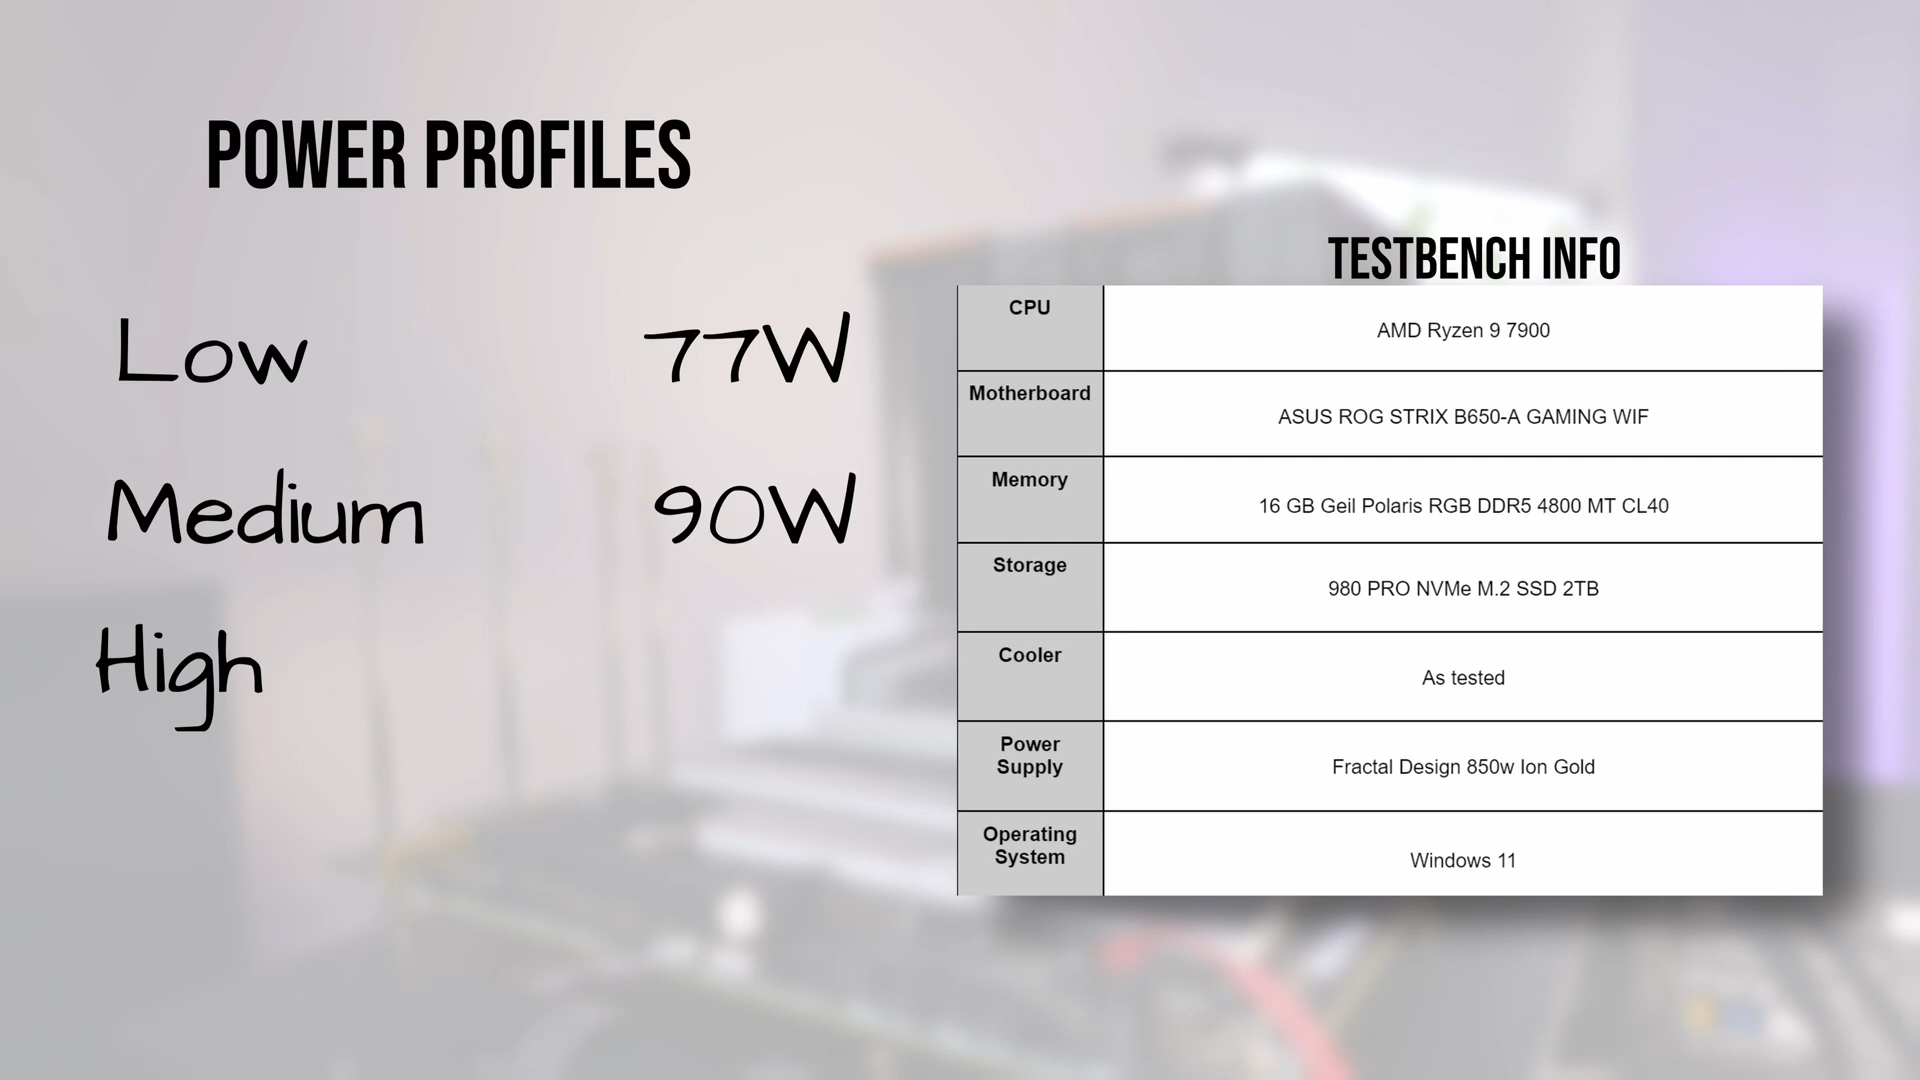 POWER PROFILES
Low 77W
Medium 90W
High
TESTBENCH INFO
CPU AMD Ryzen 9 7900
Motherboard ASUS ROG STRIX B650-A GAMING WIF
Memory 16 GB Geil Polaris RGB DDR5 4800 MT CL40
Storage 980 PRO NVMe M.2 SSD 2TB
Cooler As tested
Power
Supply Fractal Design 850w Ion Gold
Operating
System Windows 11